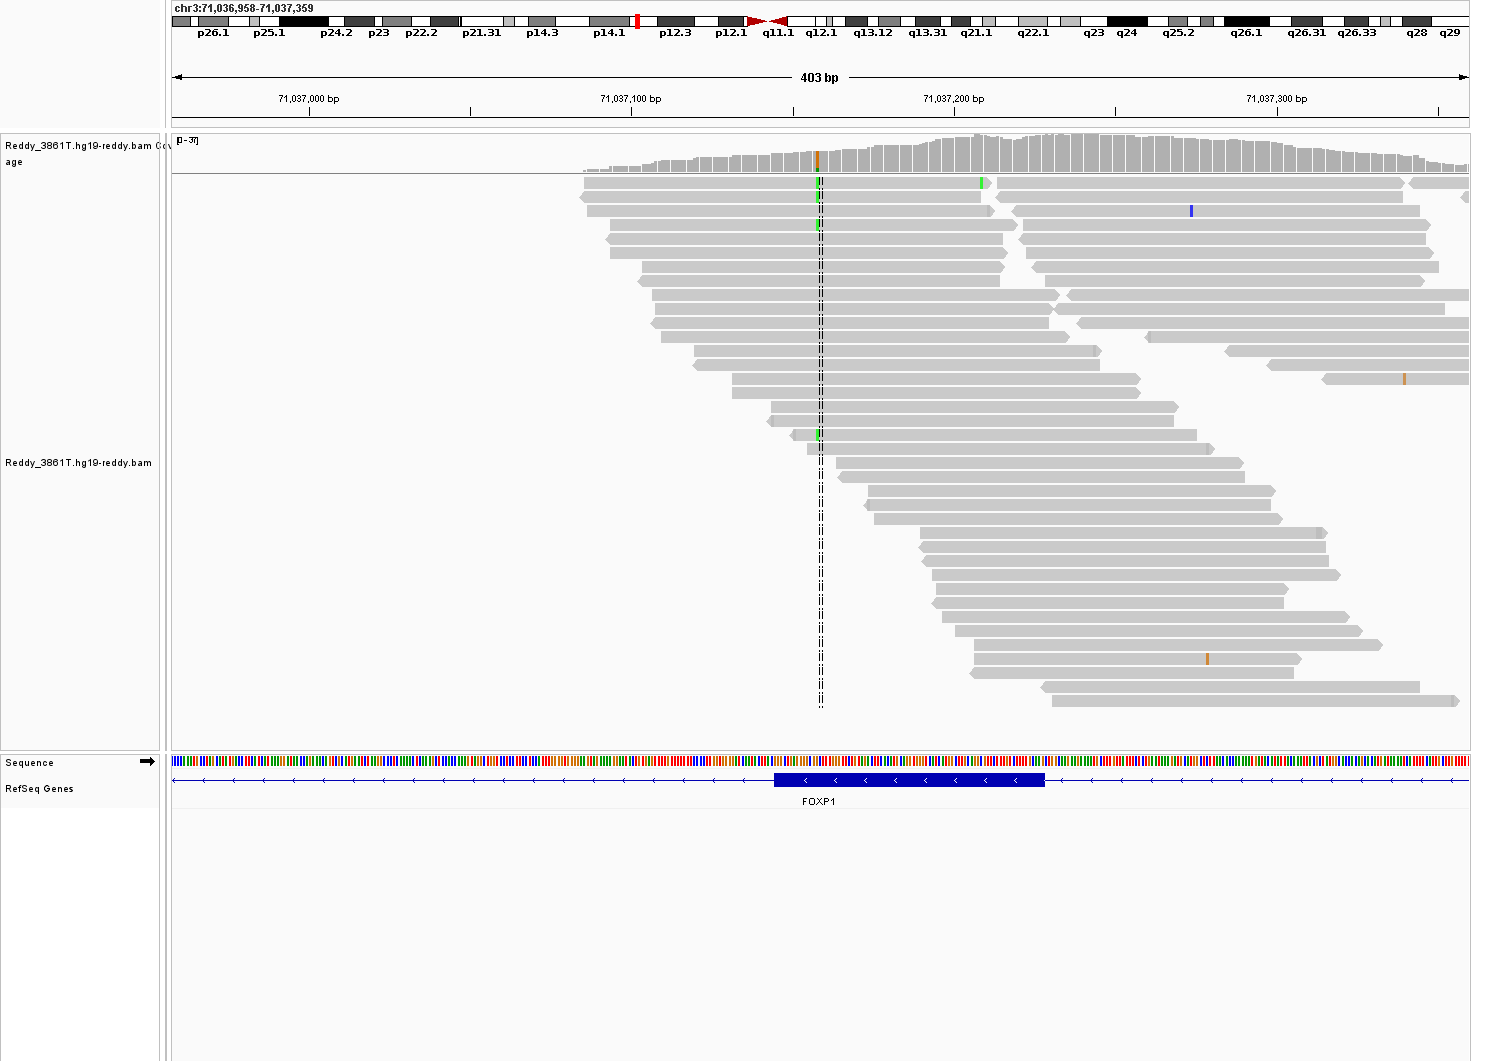 chr3:71,036,958-71,037,359
p26.1 p25.1 p24.2 p23 p22.2 p21.31 p14.3 p14.1 p12.3 p12.1 q11.1 q12.1 q13.12 q13.31 q21.1 q22.1 q23 q24 q25.2 q26.1 q26.31 q26.33 q28 q29
403 bp
71,037,000 bp 71,037,100 bp 71,037,200 bp 71,037,300 bp
[0 - 37]
Reddy_3861T.hg19-reddy.bam Cov
age
Reddy_3861T.hg19-reddy.bam
Sequence
RefSeq Genes
FOXP1